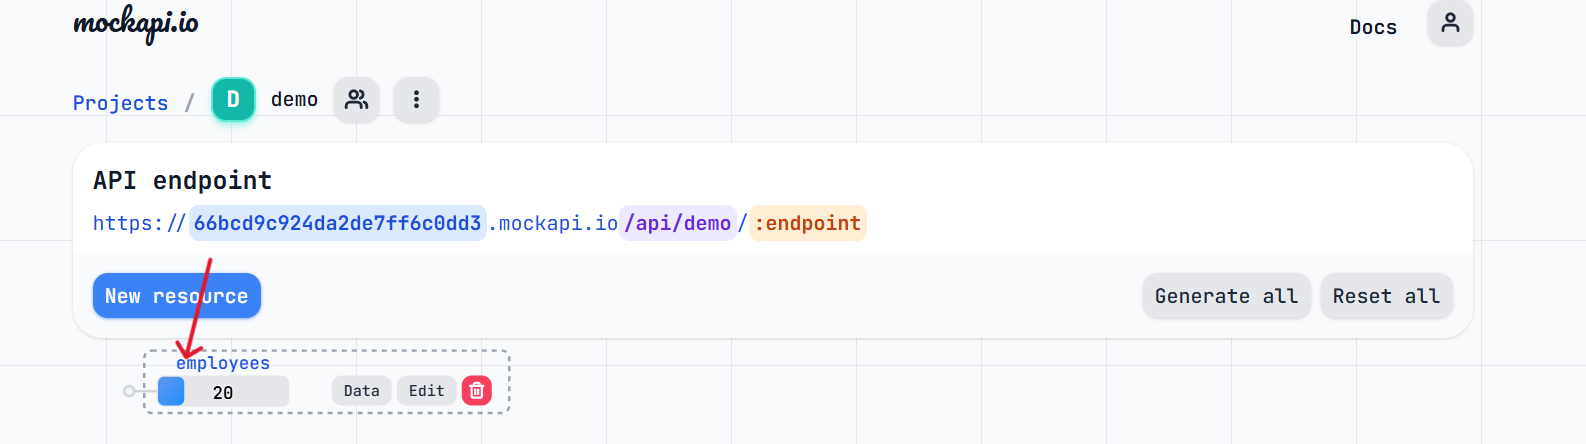 mockapi.io
Docs
Projects / D demo
API endpoint
https://66bcd9c924da2de7ff6c0dd3.mockapi.io/api/demo/:endpoint
New resource
Generate all
Reset all
employees
20
Data
Edit